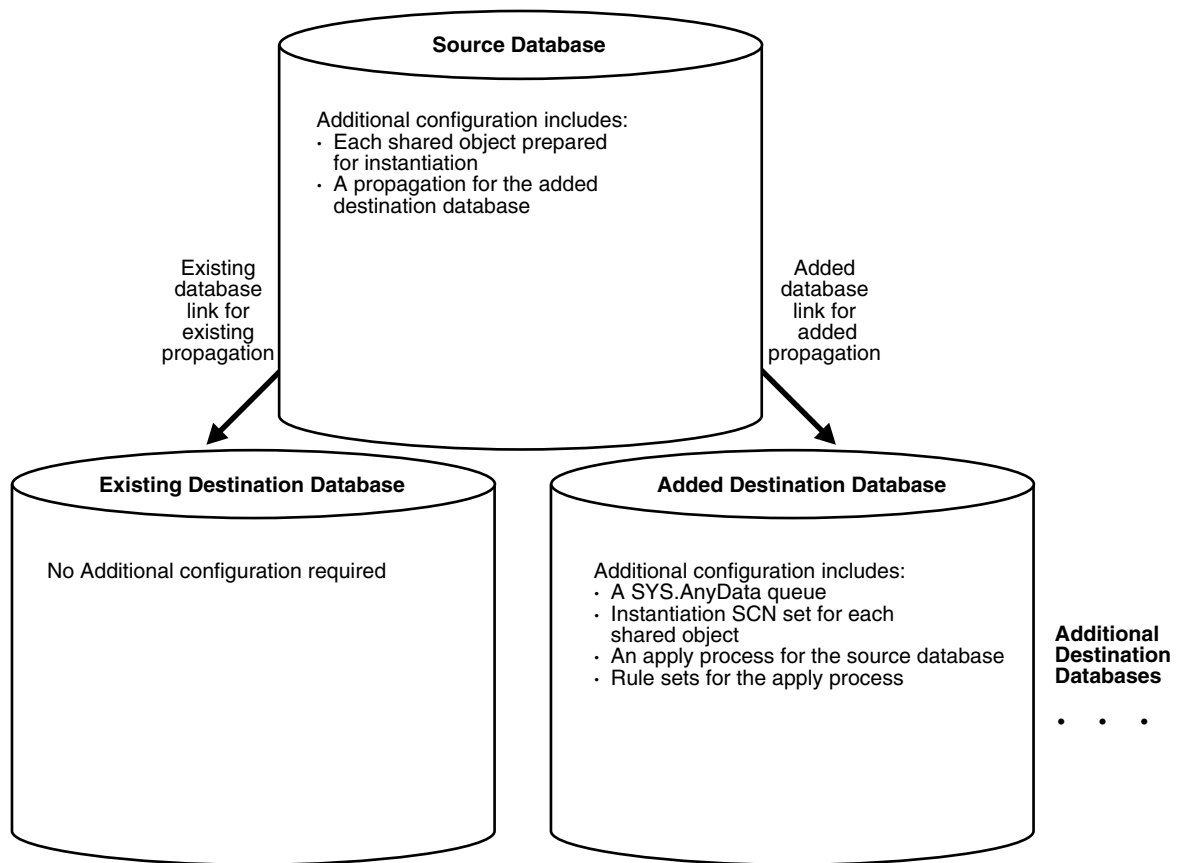 Source Database
Additional configuration includes:
· Each shared object prepared
for instantiation
· A propagation for the added
destination database
Existing
database
link for
existing
propagation
Added
database
link for
added
propagation
Existing Destination Database
No Additional configuration required
Added Destination Database
Additional configuration includes:
· A SYS.AnyData queue
· Instantiation SCN set for each
shared object
· An apply process for the source database
· Rule sets for the apply process
Additional
Destination
Databases
. . .